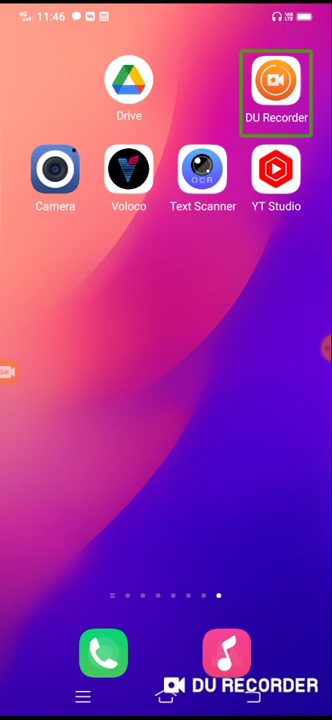 11:46
Drive
DU Recorder
Camera
Voloco
OCR
Text Scanner
YT Studio
DU RECORDER